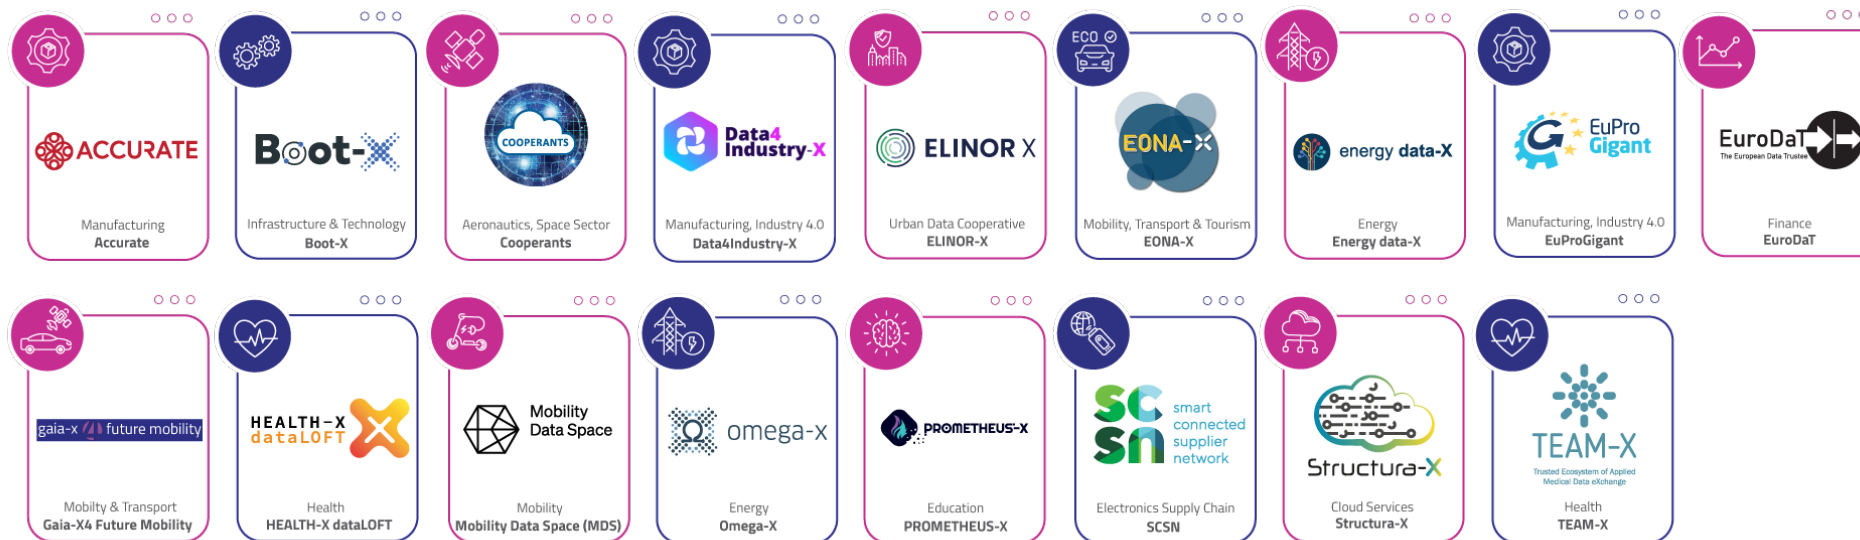 ACCURATE
Manufacturing
Accurate
Boot-X
Infrastructure & Technology
Boot-X
COOPERANTS
Aeronautics, Space Sector
Cooperants
Data4
Industry-X
Manufacturing, Industry 4.0
Data4Industry-X
ELINOR X
Urban Data Cooperative
ELINOR-X
ECO
EONA-X
Mobility, Transport & Tourism
EONA-X
energy data-X
Energy
Energy data-X
EuPro
Gigant
Manufacturing, Industry 4.0
EuProGigant
EuroDaT
The European Data Trustee
Finance
EuroDaT
gaia-x 4 future mobility
Mobilty & Transport
Gaia-X4 Future Mobility
HEALTH-X
dataLOFT
Health
HEALTH-X dataLOFT
Mobility
Data Space
Mobility
Mobility Data Space (MDS)
omega-x
Energy
Omega-X
PROMETHEUS-X
Education
PROMETHEUS-X
SCSN
smart
connected
supplier
network
Electronics Supply Chain
SCSN
Structura-X
Cloud Services
Structura-X
TEAM-X
Trusted Ecosystem of Applied
Medical Data eXchange
Health
TEAM-X